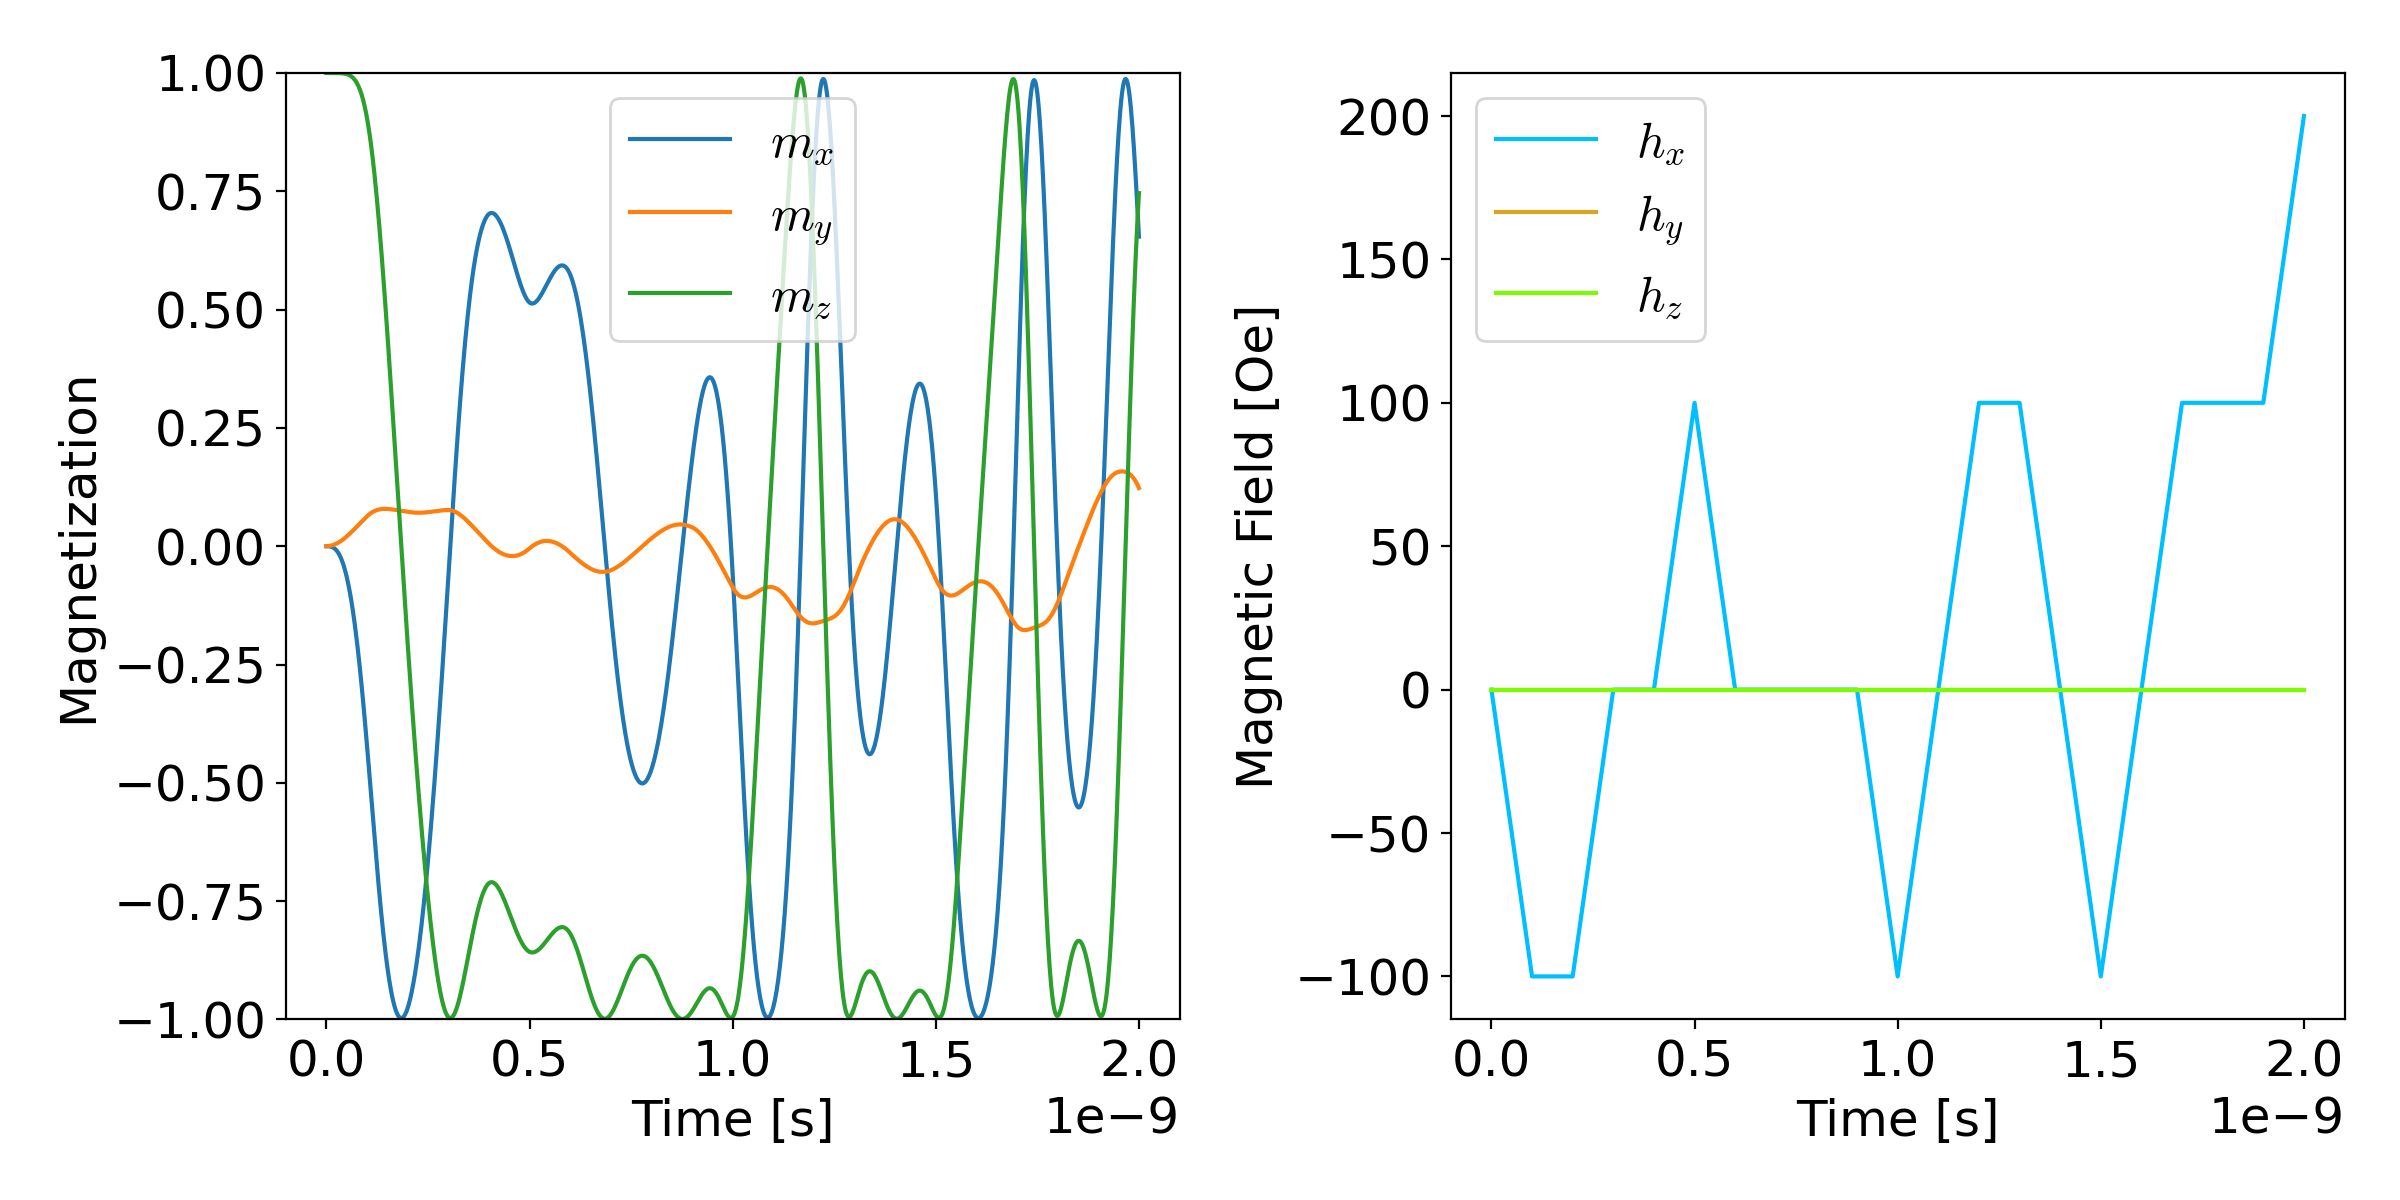 Magnetization
1.00
0.75
0.50
0.25
0.00
−0.25
−0.50
−0.75
−1.00
m_x
m_y
m_z
0.0 0.5 1.0 1.5 2.0
Time [s]
1e−9
Magnetic Field [Oe]
200
150
100
50
0
−50
−100
h_x
h_y
h_z
0.0 0.5 1.0 1.5 2.0
Time [s]
1e−9